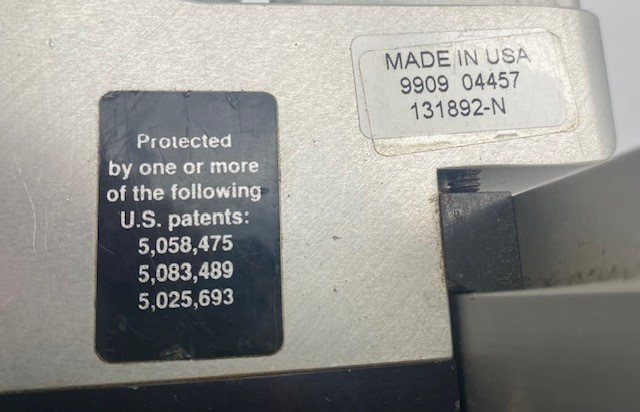 MADE IN USA
9909 04457
131892-N
Protected
by one or more
of the following
U.S. patents:
5,058,475
5,083,489
5,025,693